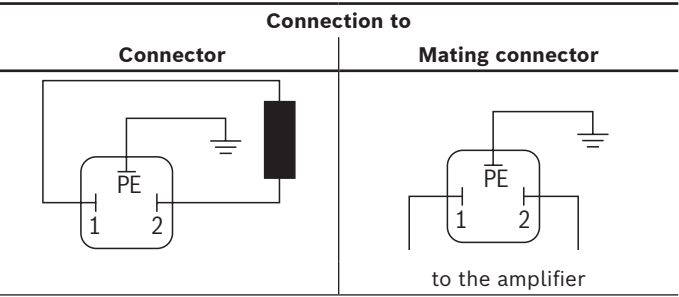 Connection to
Connector
Mating connector
PE
1
2
PE
1
2
to the amplifier